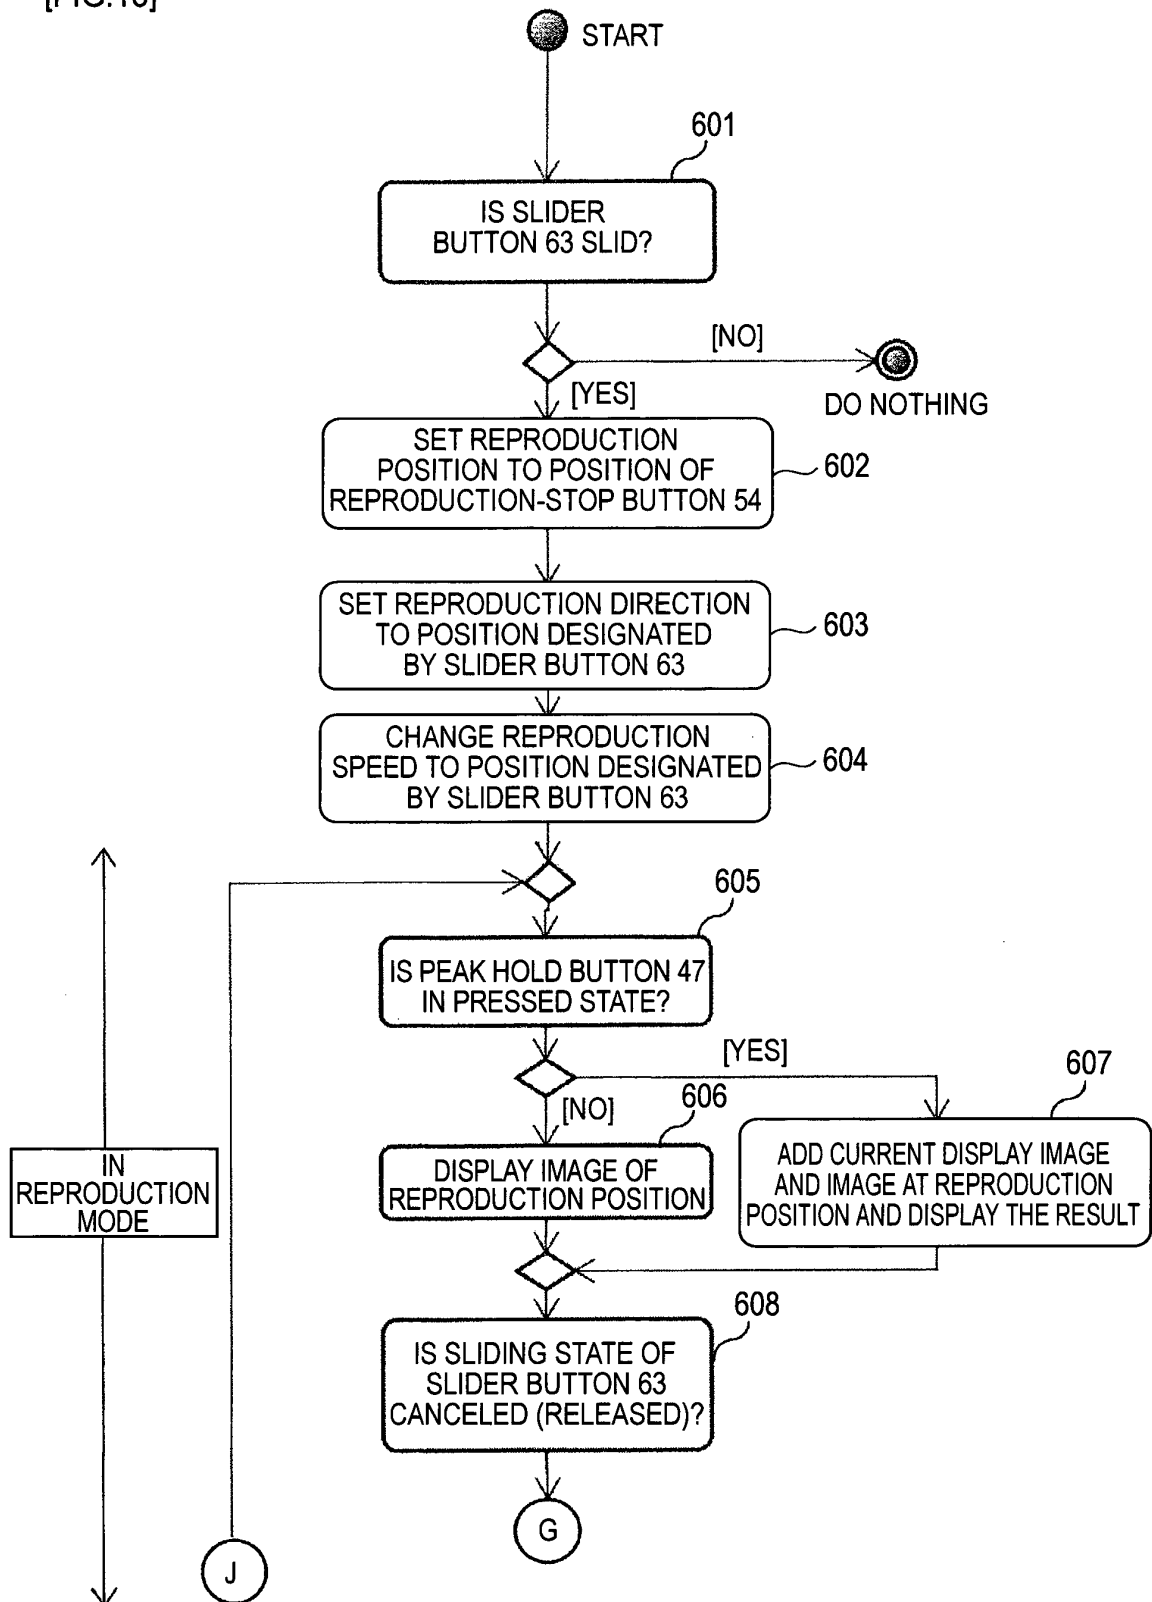 START
601
IS SLIDER
BUTTON 63 SLID?
[NO]
[YES]
DO NOTHING
SET REPRODUCTION
POSITION TO POSITION OF
REPRODUCTION-STOP BUTTON 54
602
SET REPRODUCTION DIRECTION
TO POSITION DESIGNATED
BY SLIDER BUTTON 63
603
CHANGE REPRODUCTION
SPEED TO POSITION DESIGNATED
BY SLIDER BUTTON 63
604
605
IS PEAK HOLD BUTTON 47
IN PRESSED STATE?
[YES]
[NO]
606
607
DISPLAY IMAGE OF
REPRODUCTION POSITION
ADD CURRENT DISPLAY IMAGE
AND IMAGE AT REPRODUCTION
POSITION AND DISPLAY THE RESULT
IN
REPRODUCTION
MODE
608
IS SLIDING STATE OF
SLIDER BUTTON 63
CANCELED (RELEASED)?
G
J